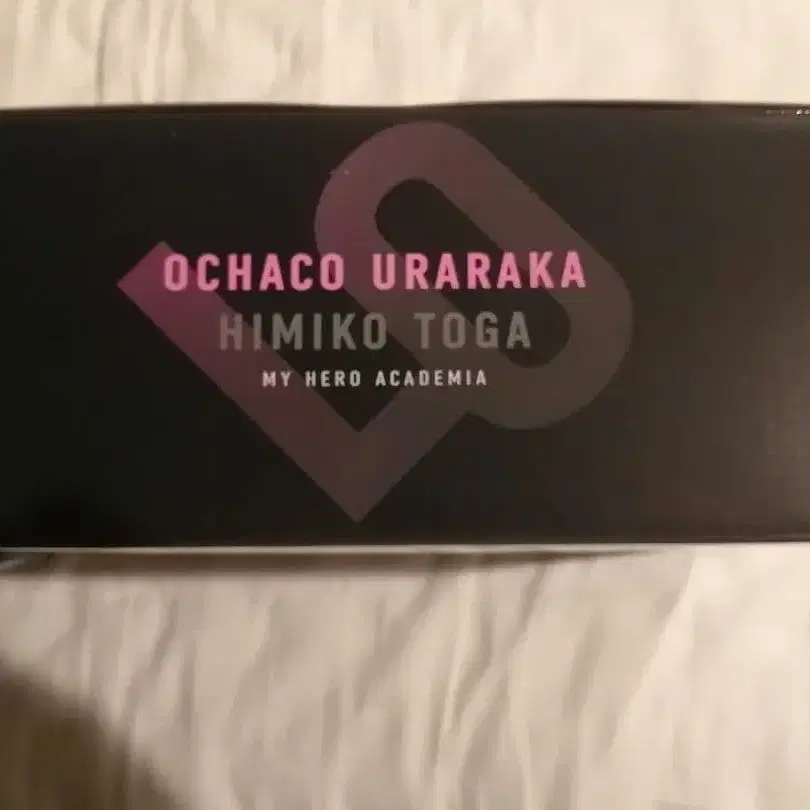 OCHACO URARAKA
HIMIKO TOGA
MY HERO ACADEMIA